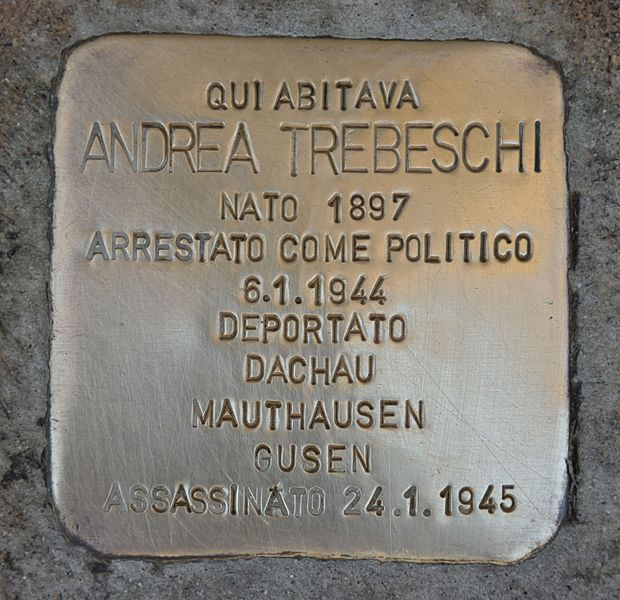 QUI ABITAVA
ANDREA TREBESCHI
NATO 1897
ARRESTATO COME POLITICO
6.1.1944
DEPORTATO
DACHAU
MAUTHAUSEN
GUSEN
ASSASSINATO 24.1.1945